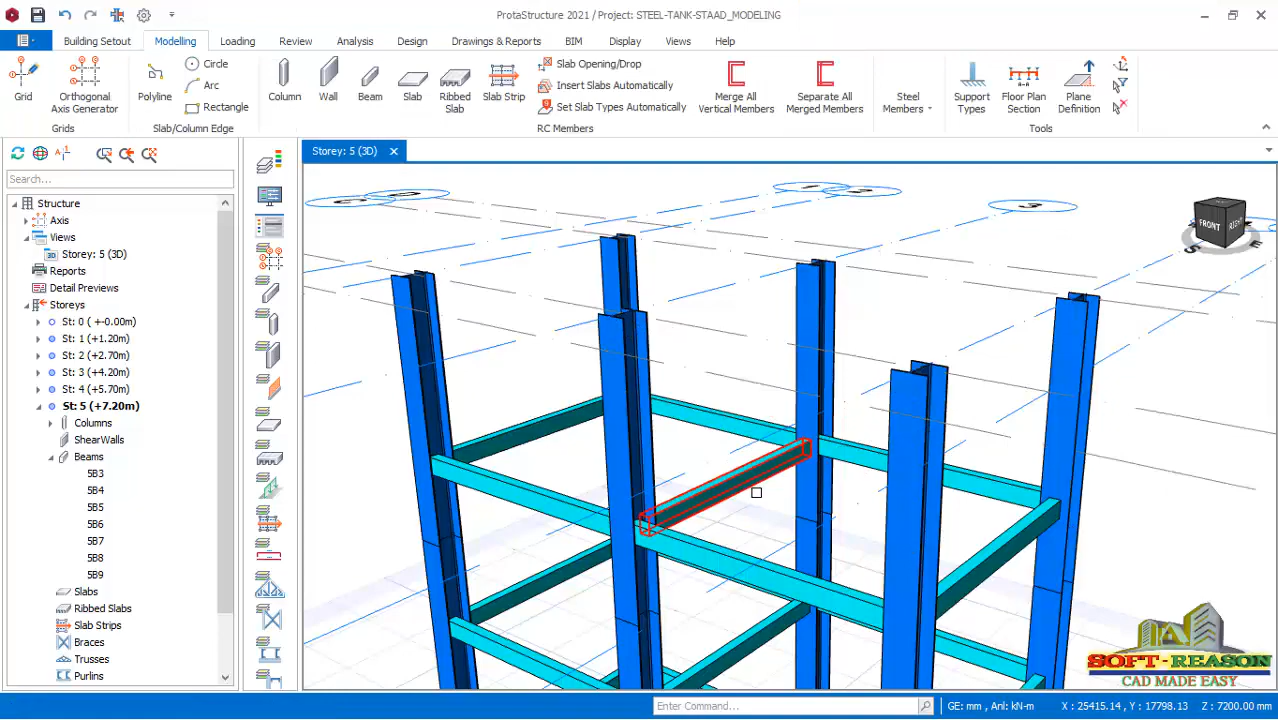 ProtaStructure 2021 / Project: STEEL-TANK-STAAD_MODELING
Building Setout
Modelling
Loading
Review
Analysis
Design
Drawings & Reports
BIM
Display
Views
Help
Grid
Orthogonal
Axis Generator
Grids
Polyline
Circle
Arc
Rectangle
Slab/Column Edge
Column
Wall
Beam
Slab
Ribbed
Slab
Slab Strip
Slab Opening/Drop
Insert Slabs Automatically
Set Slab Types Automatically
Merge All
Vertical Members
Separate All
Merged Members
RC Members
Steel
Members
Support
Types
Floor Plan
Section
Plane
Definition
Tools
Storey: 5 (3D)
Search...
Structure
Axis
Views
3D Storey: 5 (3D)
Reports
Detail Previews
Storeys
St: 0 ( +-0.00m)
St: 1 (+1.20m)
St: 2 (+2.70m)
St: 3 (+4.20m)
St: 4 (+5.70m)
St: 5 (+7.20m)
Columns
ShearWalls
Beams
5B3
5B4
5B5
5B6
5B7
5B8
5B9
Slabs
Ribbed Slabs
Slab Strips
Braces
Trusses
Purlins
FRONT
RIGHT
S
E
SOFT-REASON
CAD MADE EASY
Enter Command...
GE: mm , Anl: kN-m
X : 25415.14 , Y : 17798.13
Z : 7200.00 mm